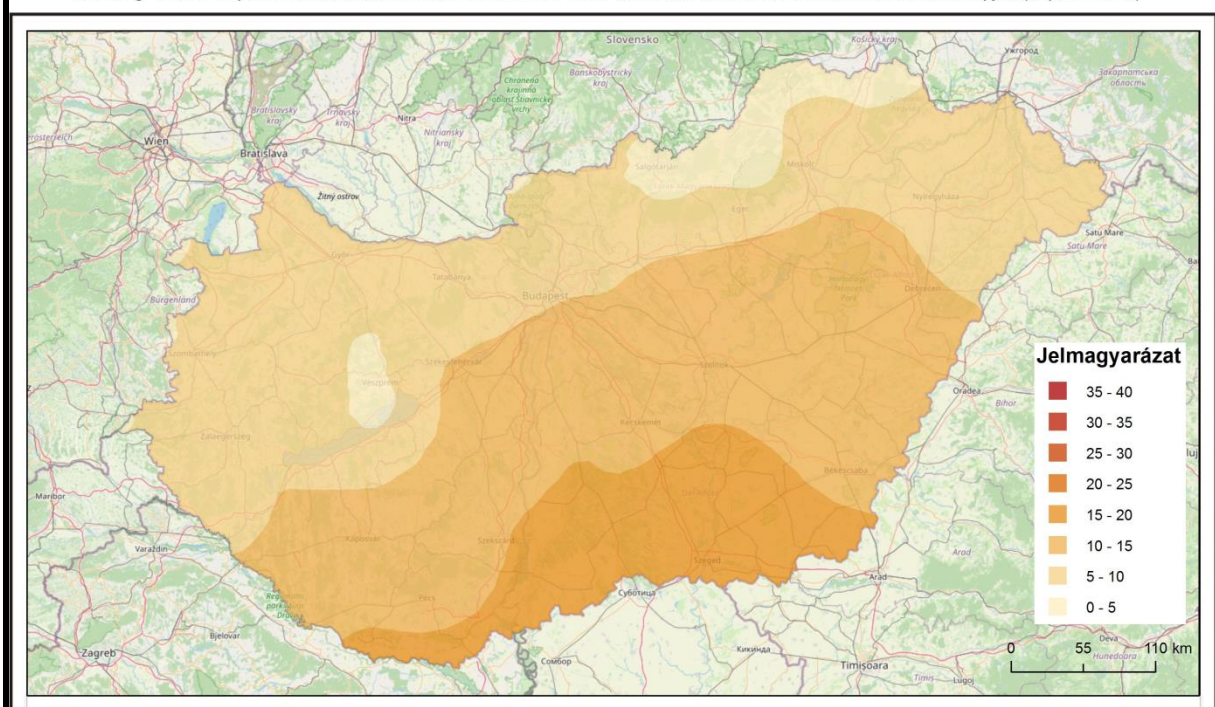 Slovensko
Košický kraj
Ужгород
Banskobystrický
kraj
Chránená
krajinná
oblasť Štiavnické
vrchy
Закарпатська
область
Bratislavský
kraj
Trnavský
kraj
Nitra
Nitriansky
kraj
Wien
Bratislava
Žitný ostrov
Salgótarján
Miskolc
Nyíregyháza
Eger
Győr
Tatabánya
Budapest
Satu Mare
Satu Mare
Burgenland
Debrecen
Szombathely
Székesfehérvár
Veszprém
Szolnok
Jelmagyarázat
35 - 40
30 - 35
25 - 30
20 - 25
15 - 20
10 - 15
5 - 10
0 - 5
Oradea
Bihor
Zalaegerszeg
Kecskemét
Békéscsaba
Maribor
Kaposvár
Szekszárd
Varaždin
Szeged
Arad
Arad
Pécs
Суботица
Bjelovar
Zagreb
Сомбор
Кикинда
Timișoara
Timiș
Lugoj
Deva
Hunedoara
0 55 110 km